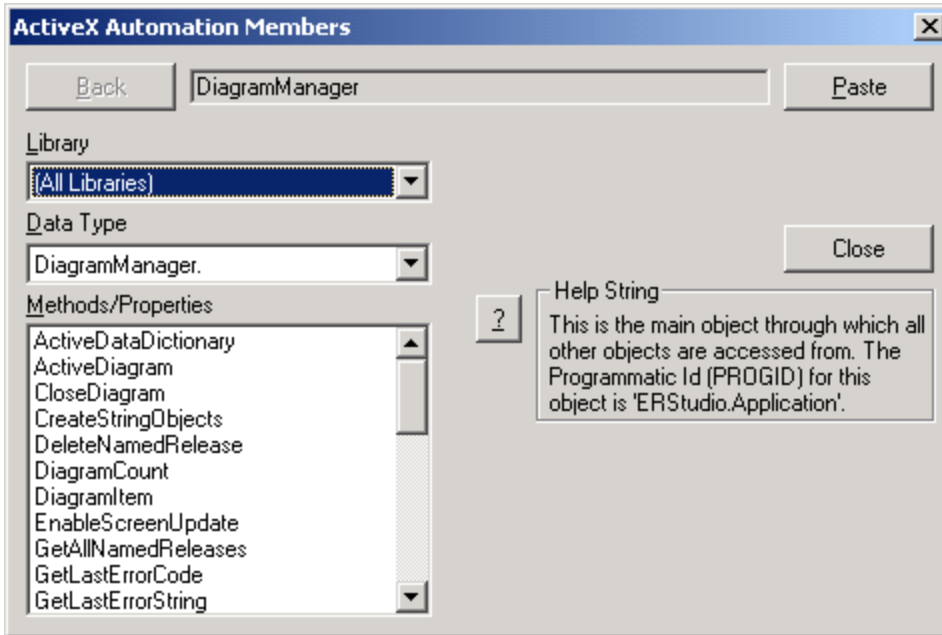 ActiveX Automation Members
Back
DiagramManager
Paste
Library
(All Libraries)
Data Type
DiagramManager.
Close
Methods/Properties
ActiveDataDictionary
ActiveDiagram
CloseDiagram
CreateStringObjects
DeleteNamedRelease
DiagramCount
DiagramItem
EnableScreenUpdate
GetAllNamedReleases
GetLastErrorCode
GetLastErrorString
?
Help String
This is the main object through which all
other objects are accessed from. The
Programmatic Id (PROGID) for this
object is 'ERStudio.Application'.